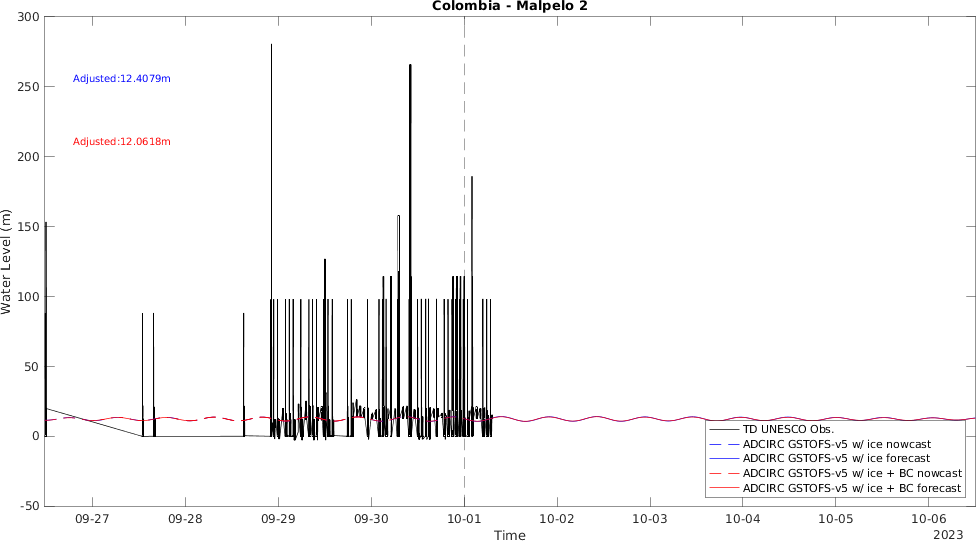 Colombia - Malpelo 2
300
250
200
150
100
50
0
-50
Water Level (m)
Adjusted:12.4079m
Adjusted:12.0618m
TD UNESCO Obs.
ADCIRC GSTOFS-v5 w/ ice nowcast
ADCIRC GSTOFS-v5 w/ ice forecast
ADCIRC GSTOFS-v5 w/ ice + BC nowcast
ADCIRC GSTOFS-v5 w/ ice + BC forecast
09-27 09-28 09-29 09-30 10-01 10-02 10-03 10-04 10-05 10-06
Time
2023